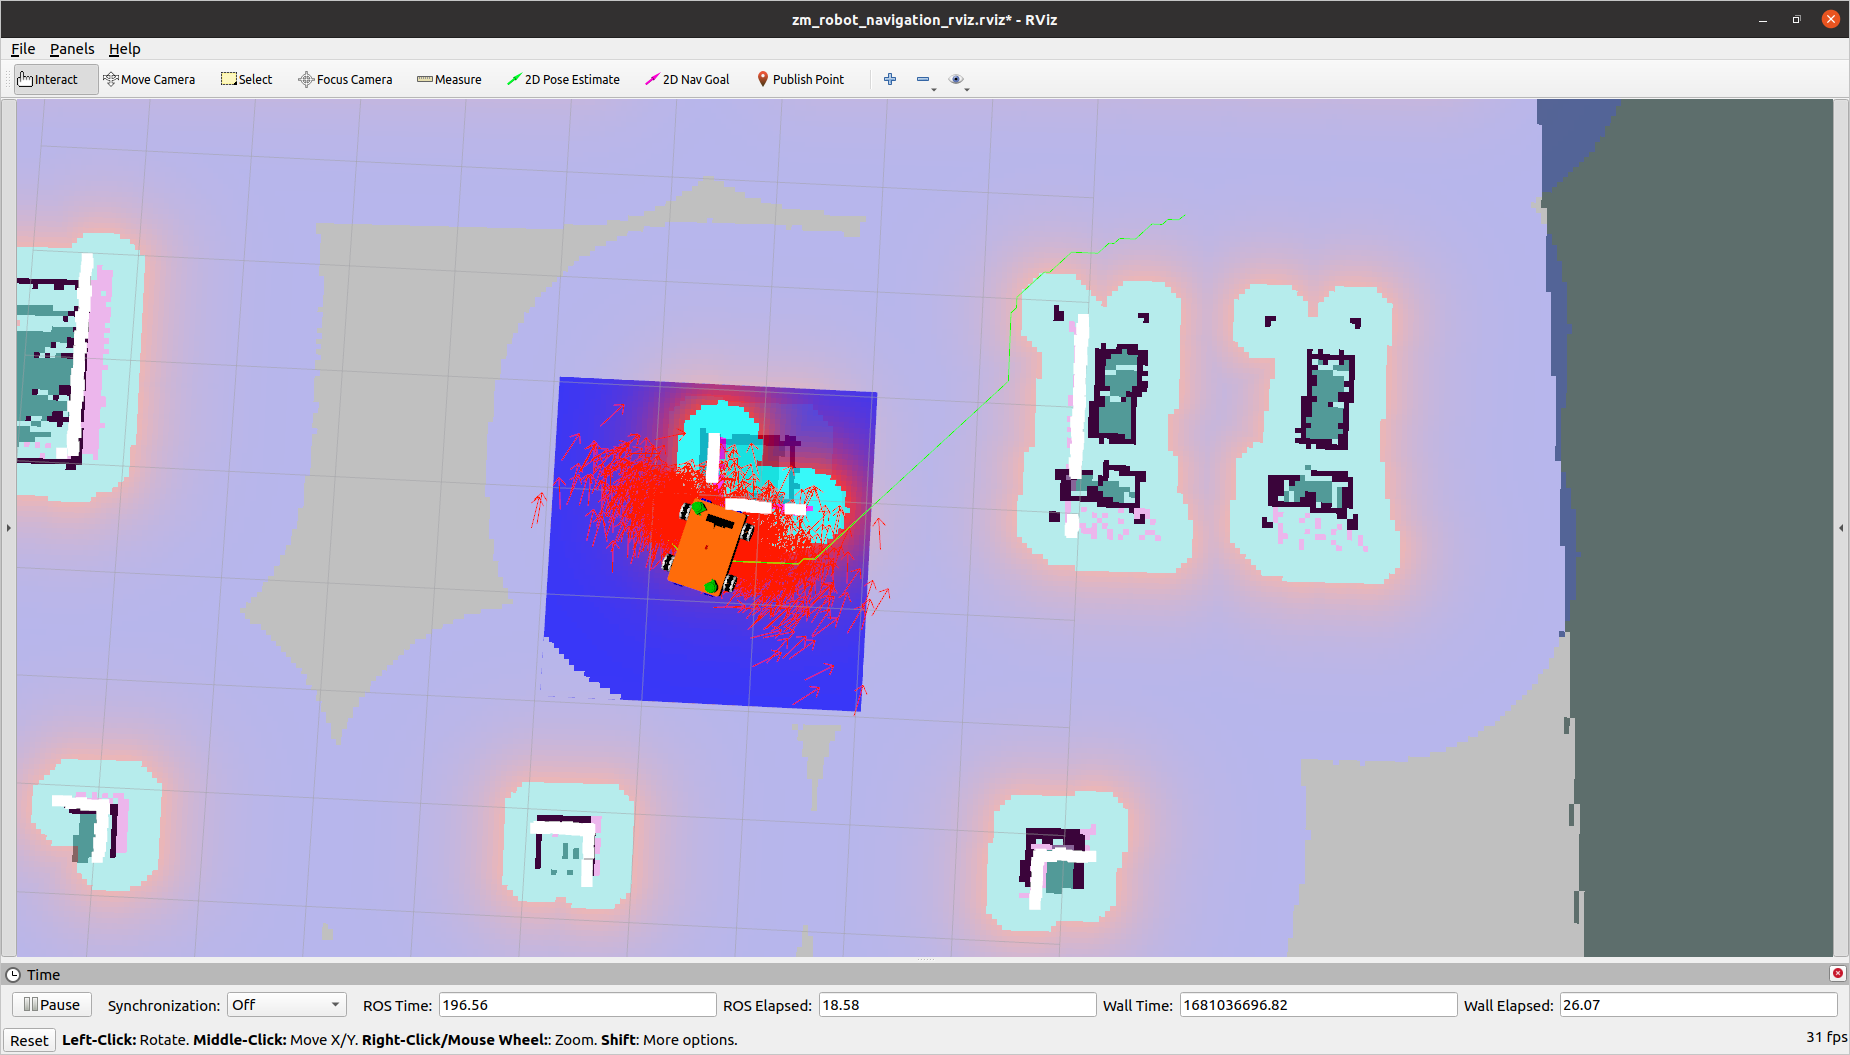 zm_robot_navigation_rviz.rviz* - RViz
File Panels Help
Interact Move Camera Select Focus Camera Measure 2D Pose Estimate 2D Nav Goal Publish Point
Time
Pause Synchronization: Off ROS Time: 196.56 ROS Elapsed: 18.58 Wall Time: 1681036696.82 Wall Elapsed: 26.07
Reset Left-Click: Rotate. Middle-Click: Move X/Y. Right-Click/Mouse Wheel:: Zoom. Shift: More options. 31 fps